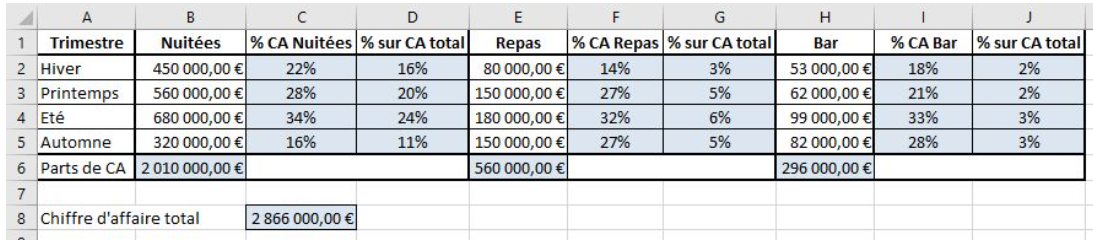 A B C D E F G H I J
1 Trimestre Nuitées % CA Nuitées % sur CA total Repas % CA Repas % sur CA total Bar % CA Bar % sur CA total
2 Hiver 450 000,00 € 22% 16% 80 000,00 € 14% 3% 53 000,00 € 18% 2%
3 Printemps 560 000,00 € 28% 20% 150 000,00 € 27% 5% 62 000,00 € 21% 2%
4 Eté 680 000,00 € 34% 24% 180 000,00 € 32% 6% 99 000,00 € 33% 3%
5 Automne 320 000,00 € 16% 11% 150 000,00 € 27% 5% 82 000,00 € 28% 3%
6 Parts de CA 2 010 000,00 € 560 000,00 € 296 000,00 €
7
8 Chiffre d'affaire total 2 866 000,00 €